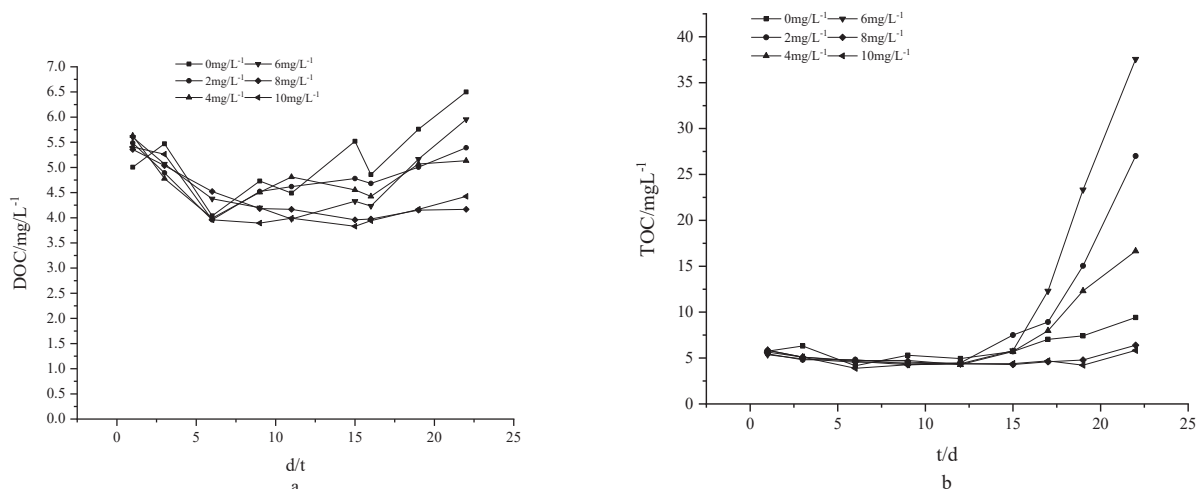 0mg/L⁻¹ 6mg/L⁻¹
2mg/L⁻¹ 8mg/L⁻¹
4mg/L⁻¹ 10mg/L⁻¹
7.0
6.5
6.0
5.5
5.0
4.5
4.0
3.5
3.0
2.5
2.0
1.5
1.0
0.5
0.0
DOC/mg/L⁻¹
0 5 10 15 20 25
d/t
a
0mg/L⁻¹ 6mg/L⁻¹
2mg/L⁻¹ 8mg/L⁻¹
4mg/L⁻¹ 10mg/L⁻¹
40
35
30
25
20
15
10
5
0
TOC/mgL⁻¹
0 5 10 15 20 25
t/d
b